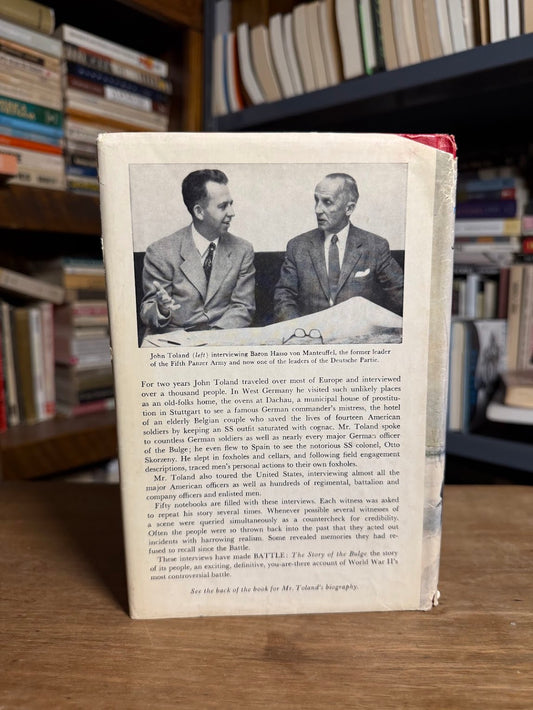 John Toland (left) interviewing Baron Hasso von Manteuffel, the former leader
of the Fifth Panzer Army and now one of the leaders of the Deutsche Partie.
For two years John Toland traveled over most of Europe and interviewed
over a thousand people. In West Germany he visited such unlikely places
as an old-folks home, the ovens at Dachau, a municipal house of prostitu-
tion in Stuttgart to see a famous German commander's mistress, the hotel
of an elderly Belgian couple who saved the lives of fourteen American
soldiers by keeping an SS outfit saturated with cognac. Mr. Toland spoke
to countless German soldiers as well as nearly every major German officer
of the Bulge; he even flew to Spain to see the notorious SS colonel, Otto
Skorzeny. He slept in foxholes and cellars, and following field engagement
descriptions, traced men's personal actions to their own foxholes.
Mr. Toland also toured the United States, interviewing almost all the
major American officers as well as hundreds of regimental, battalion and
company officers and enlisted men.
Fifty notebooks are filled with these interviews. Each witness was asked
to repeat his story several times. Whenever possible several witnesses of
a scene were queried simultaneously as a countercheck for credibility.
Often the people were so thrown back into the past that they acted out
incidents with harrowing realism. Some revealed memories they had re-
fused to recall since the Battle.
These interviews have made BATTLE: The Story of the Bulge the story
of its people, an exciting, definitive, you-are-there account of World War II's
most controversial battle.
See the back of the book for Mr. Toland's biography.